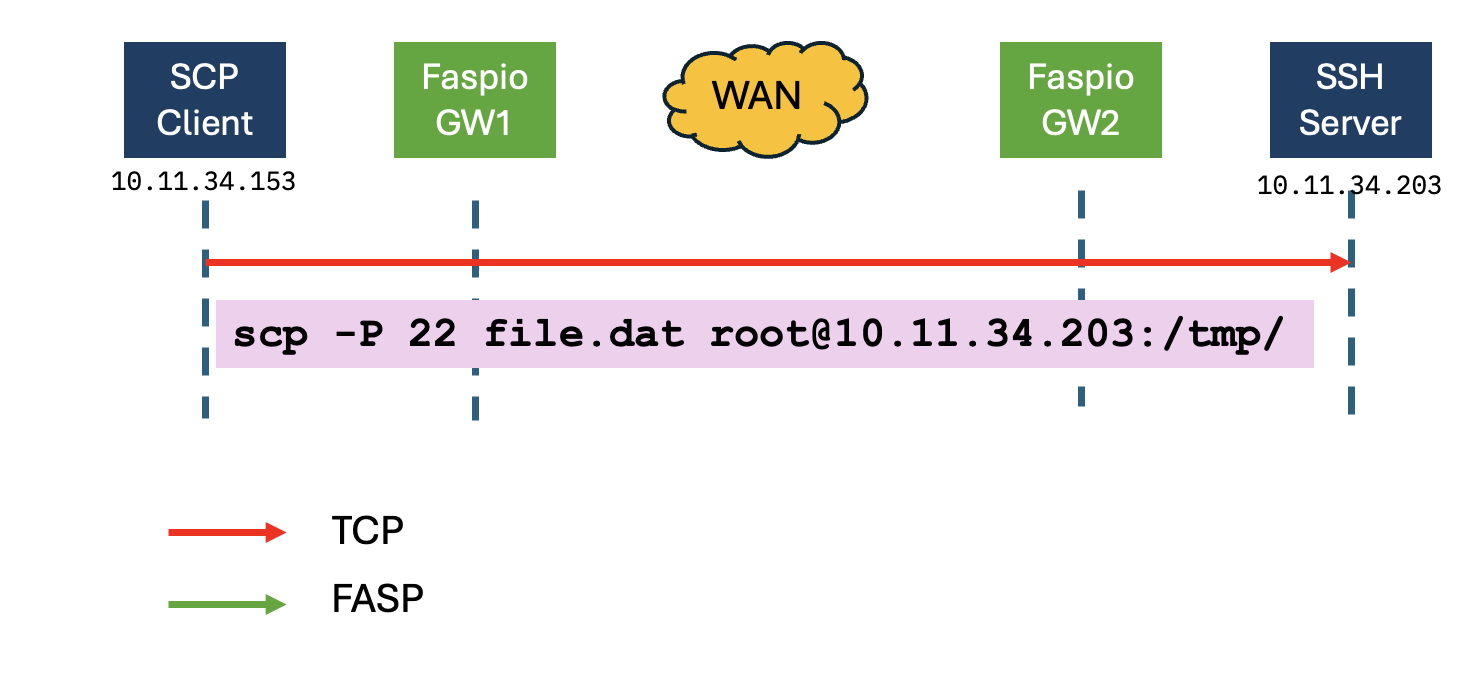 SCP
Client
Faspio
GW1
WAN
Faspio
GW2
SSH
Server
10.11.34.153
10.11.34.203
scp -P 22 file.dat root@10.11.34.203:/tmp/
TCP
FASP